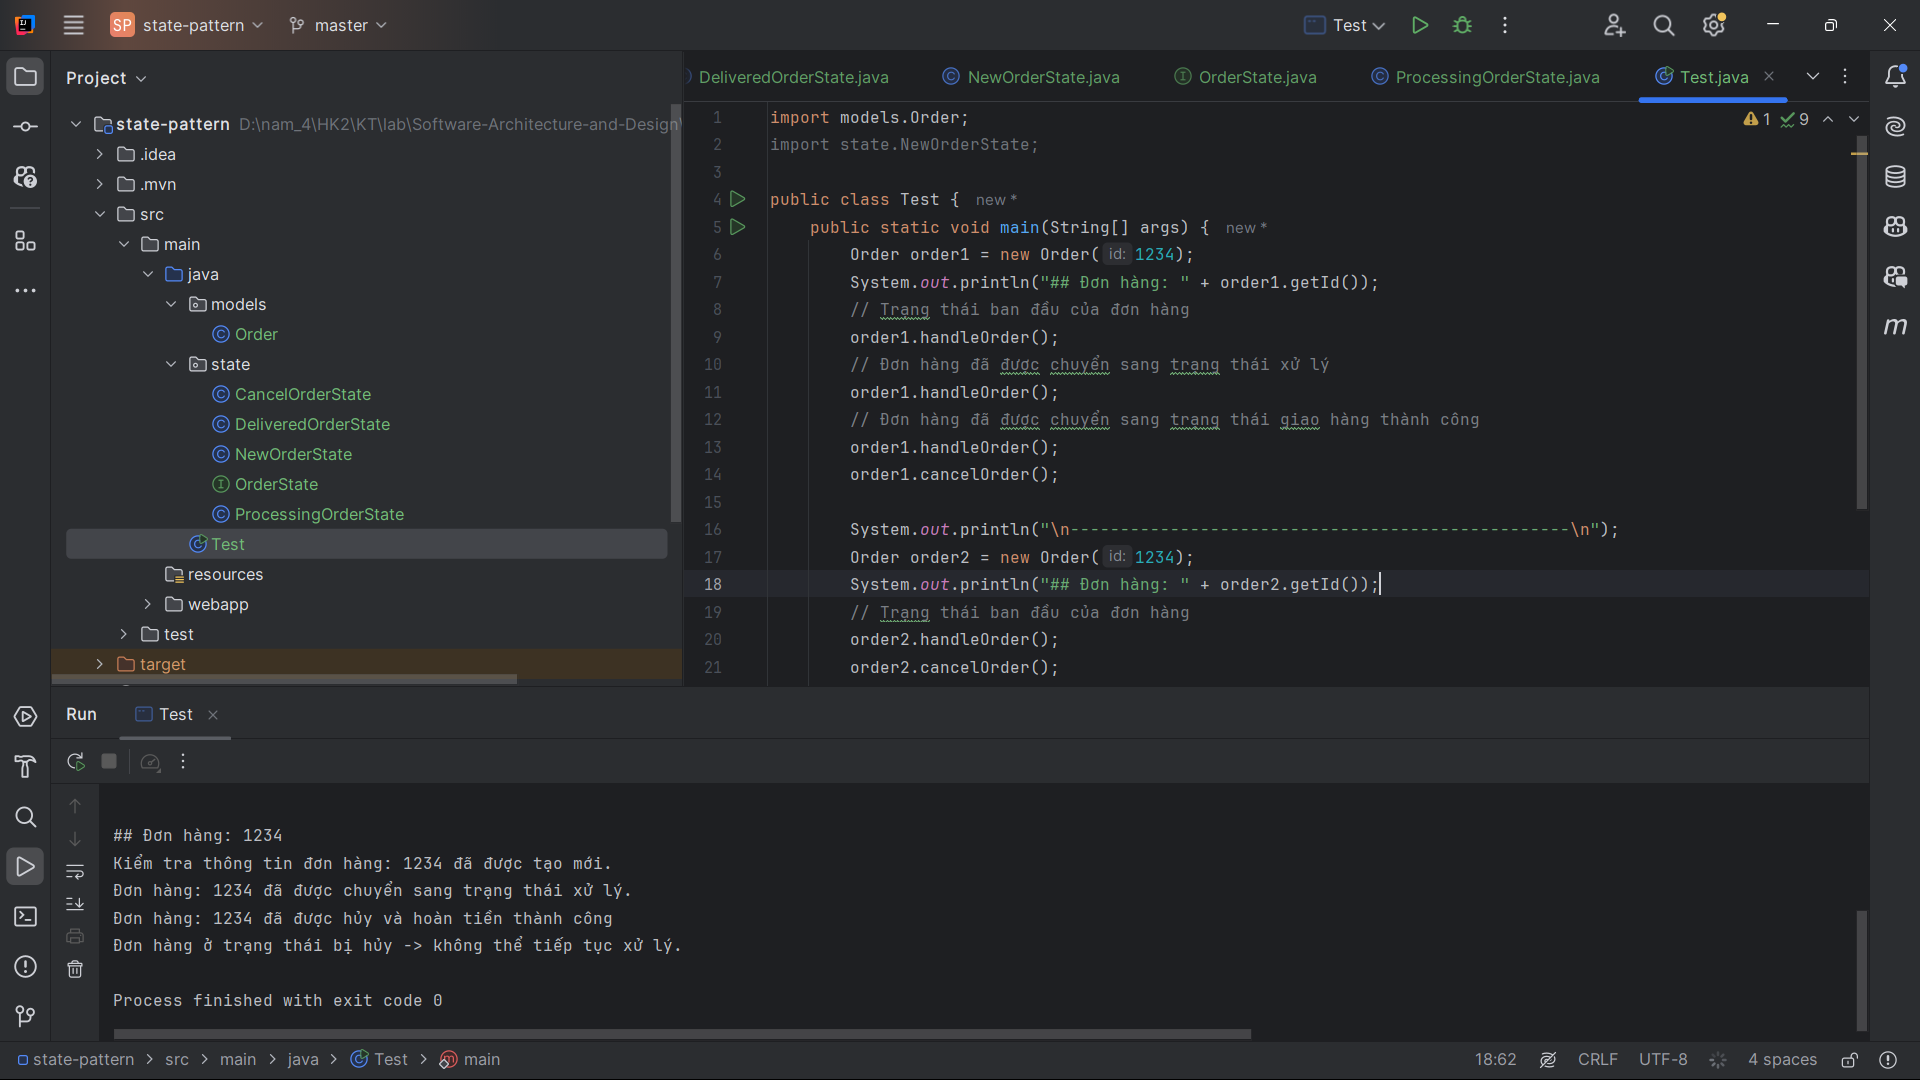 SP state-pattern
master
Test
Project
DeliveredOrderState.java
NewOrderState.java
OrderState.java
ProcessingOrderState.java
Test.java
state-pattern D:\nam_4\HK2\KT\lab\Software-Architecture-and-Design\
.idea
.mvn
src
main
java
models
Order
state
CancelOrderState
DeliveredOrderState
NewOrderState
OrderState
ProcessingOrderState
Test
resources
webapp
test
target
1 9
1 import models.Order;
2 import state.NewOrderState;
3
4 public class Test { new *
5 public static void main(String[] args) { new *
6 Order order1 = new Order( id: 1234);
7 System.out.println("## Đơn hàng: " + order1.getId());
8 // Trạng thái ban đầu của đơn hàng
9 order1.handleOrder();
10 // Đơn hàng đã được chuyển sang trạng thái xử lý
11 order1.handleOrder();
12 // Đơn hàng đã được chuyển sang trạng thái giao hàng thành công
13 order1.handleOrder();
14 order1.cancelOrder();
15
16 System.out.println("\n--------------------------------------------------\n");
17 Order order2 = new Order( id: 1234);
18 System.out.println("## Đơn hàng: " + order2.getId());
19 // Trạng thái ban đầu của đơn hàng
20 order2.handleOrder();
21 order2.cancelOrder();
Run
Test
## Đơn hàng: 1234
Kiểm tra thông tin đơn hàng: 1234 đã được tạo mới.
Đơn hàng: 1234 đã được chuyển sang trạng thái xử lý.
Đơn hàng: 1234 đã được hủy và hoàn tiền thành công
Đơn hàng ở trạng thái bị hủy -> không thể tiếp tục xử lý.
Process finished with exit code 0
state-pattern > src > main > java > Test > main
18:62
CRLF
UTF-8
4 spaces